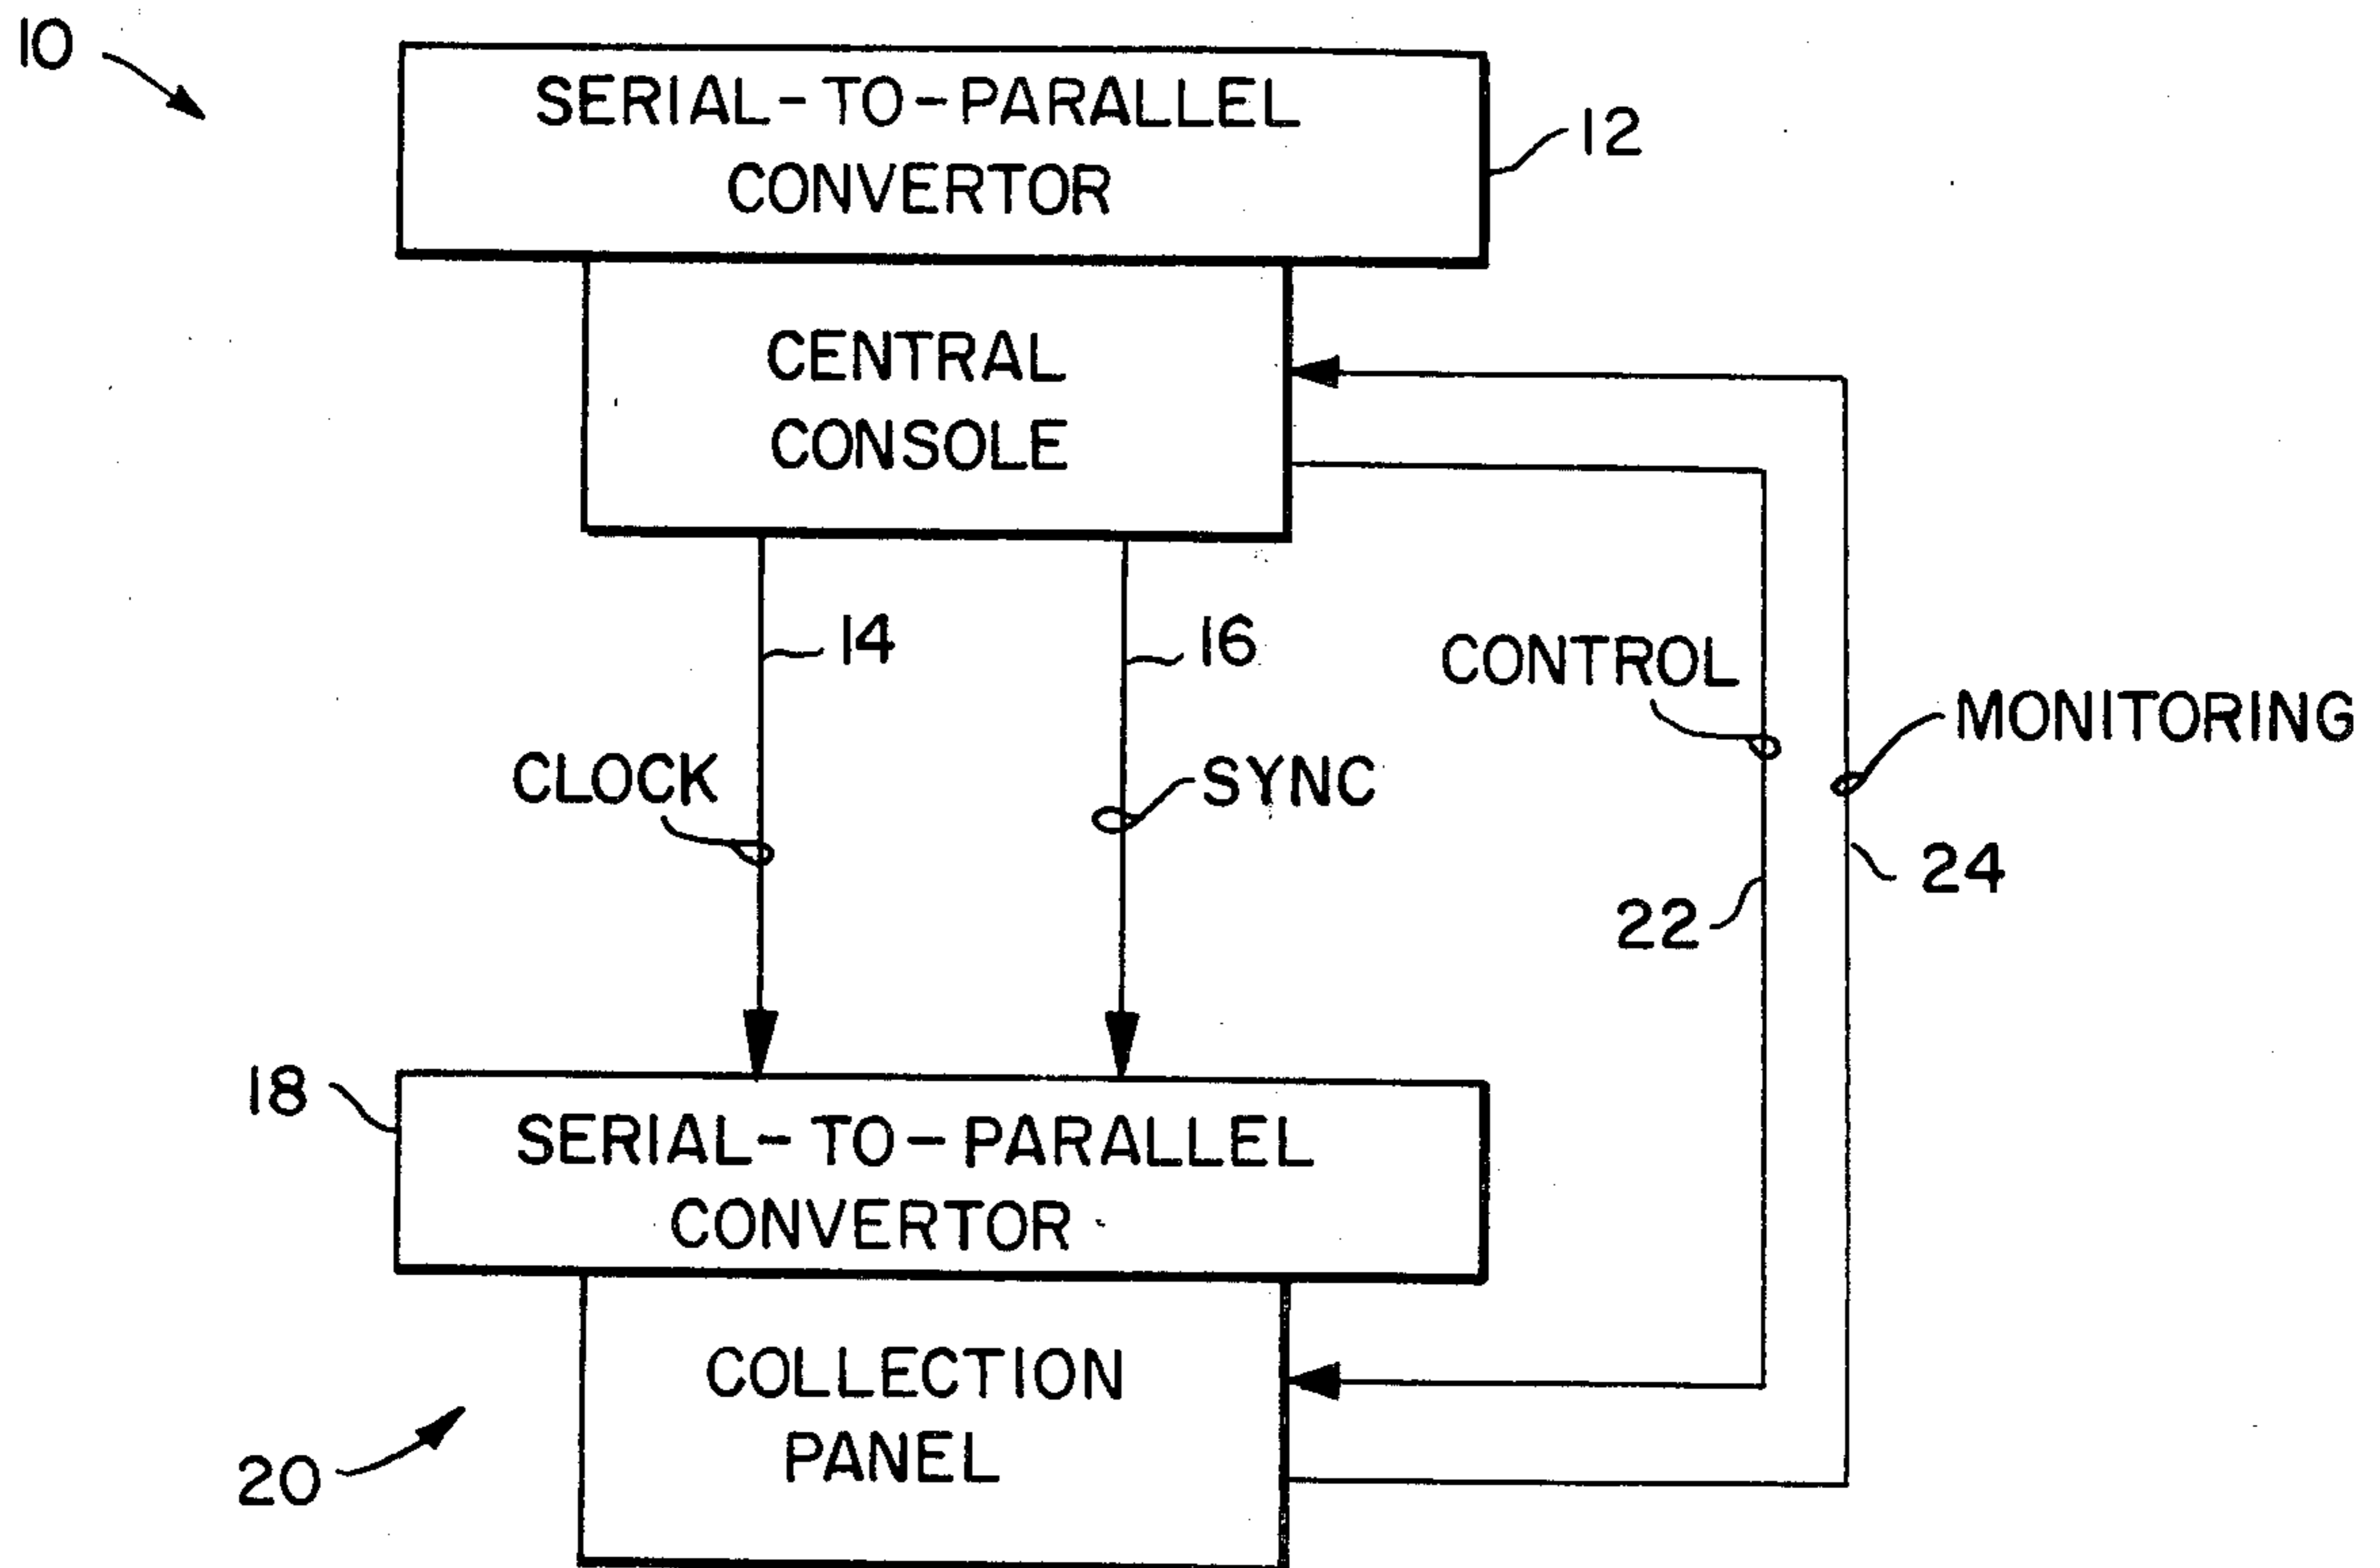 10
SERIAL-TO-PARALLEL
CONVERTOR
12
CENTRAL
CONSOLE
14
16
CONTROL
MONITORING
CLOCK
SYNC
24
22
18
SERIAL-TO-PARALLEL
CONVERTOR
COLLECTION
PANEL
20